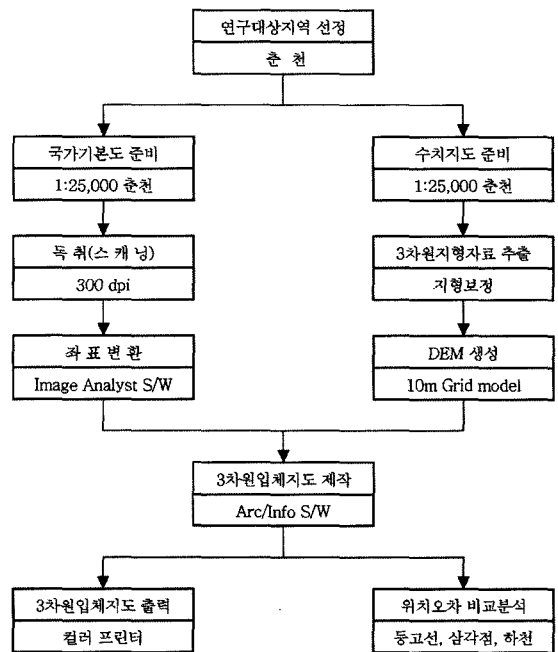 연구대상지역 선정
춘 천
국가기본도 준비
1:25,000 춘천
수치지도 준비
1:25,000 춘천
독 취(스 캐 닝)
300 dpi
3차원지형자료 추출
지형보정
좌 표 변 환
Image Analyst S/W
DEM 생성
10m Grid model
3차원입체지도 제작
Arc/Info S/W
3차원입체지도 출력
컬러 프린터
위치오차 비교분석
등고선, 삼각점, 하천